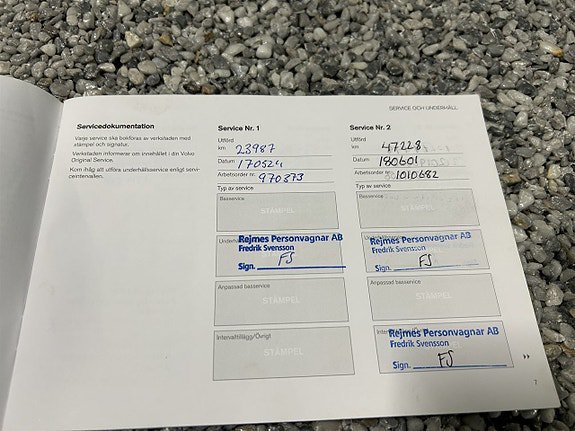 SERVICE OCH UNDERHÅLL
Servicedokumentation
Varje service ska bokföras av verkstaden med
stämpel och signatur.
Verkstaden informerar om innehållet i din Volvo
Original Service.
Kom ihåg att utföra underhållsservice enligt servi-
ceintervallen.
Service Nr. 1
Utförd
km 23987
Datum 170524
Arbetsorder nr. 970873
Typ av service
Basservice
STÄMPEL
Rejmes Personvagnar AB
Fredrik Svensson
FS
Sign.
Anpassad basservice
STÄMPEL
Intervalltillägg/Övrigt
STÄMPEL
Service Nr. 2
Utförd
km 47228
Datum 180601
Arbetsorder nr. 1010682
Typ av service
Basservice
STÄMPEL
Rejmes Personvagnar AB
Fredrik Svensson
FS
Sign.
Anpassad basservice
STÄMPEL
Rejmes Personvagnar AB
Fredrik Svensson
Sign. FS
7